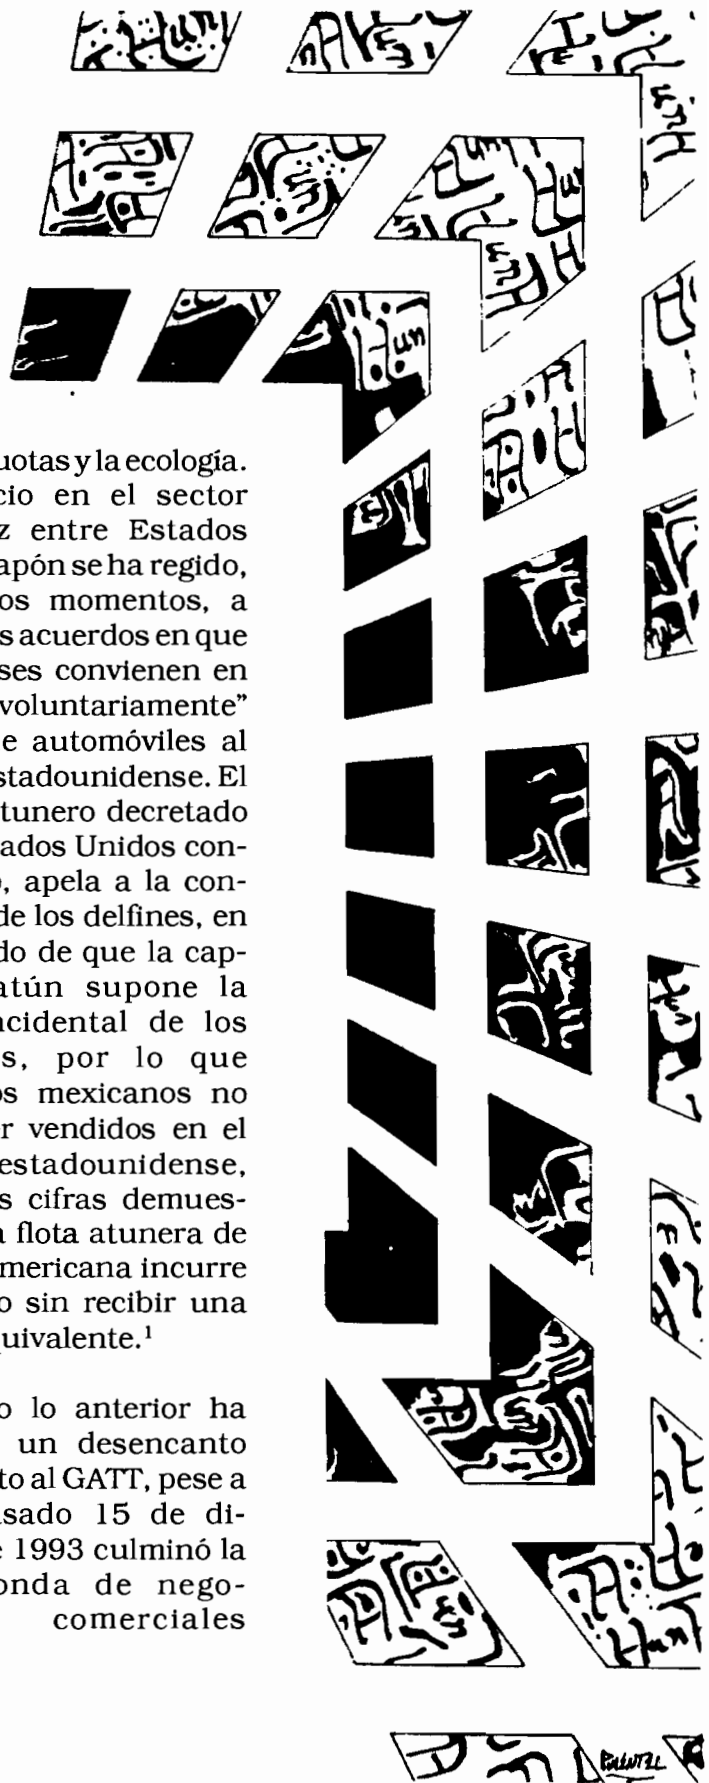 uotas y la ecología.
cio en el sector
z entre Estados
apón se ha regido,
os momentos, a
s acuerdos en que
ses convienen en
voluntariamente”
e automóviles al
stadounidense. El
tunero decretado
ados Unidos con-
, apela a la con-
de los delfines, en
do de que la cap-
atún supone la
ncidental de los
s, por lo que
os mexicanos no
r vendidos en el
estadounidense,
s cifras demues-
a flota atunera de
americana incurre
o sin recibir una
uivalente.¹
o lo anterior ha
un desencanto
to al GATT, pese a
sado 15 de di-
e 1993 culminó la
onda de nego-
comerciales